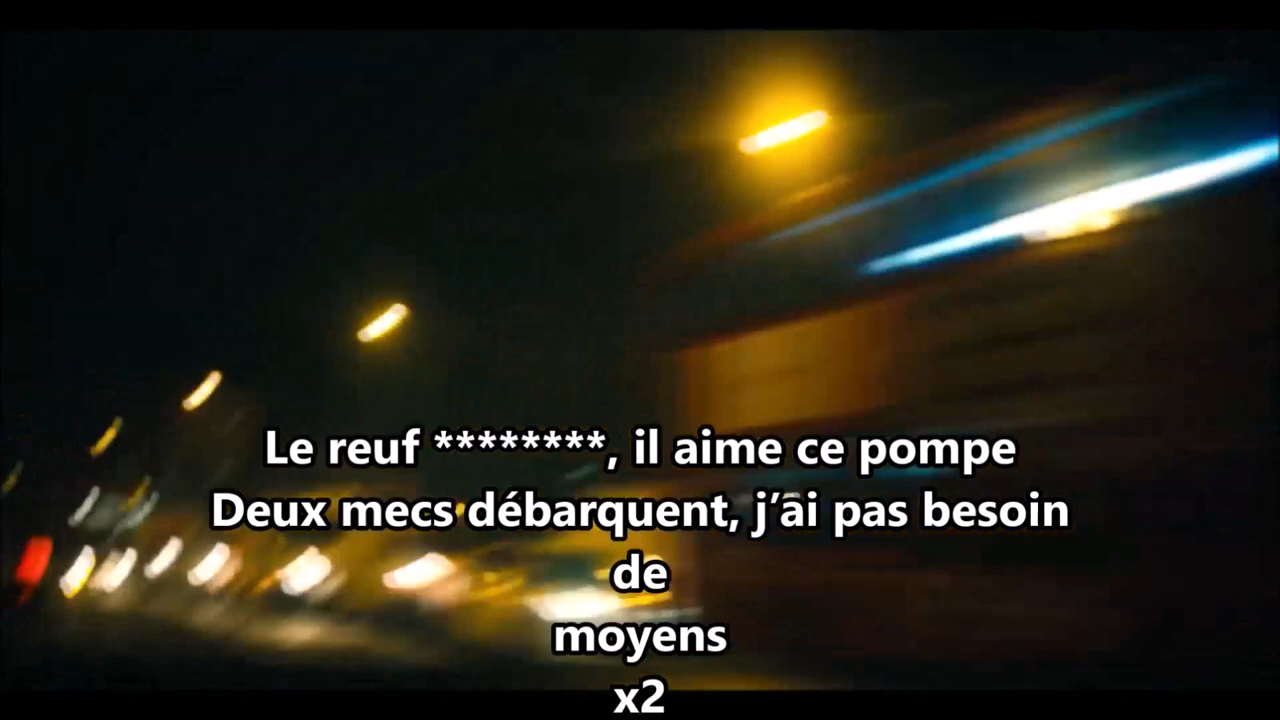 Le reuf ********, il aime ce pompe
Deux mecs débarquent, j’ai pas besoin
de
moyens
x2